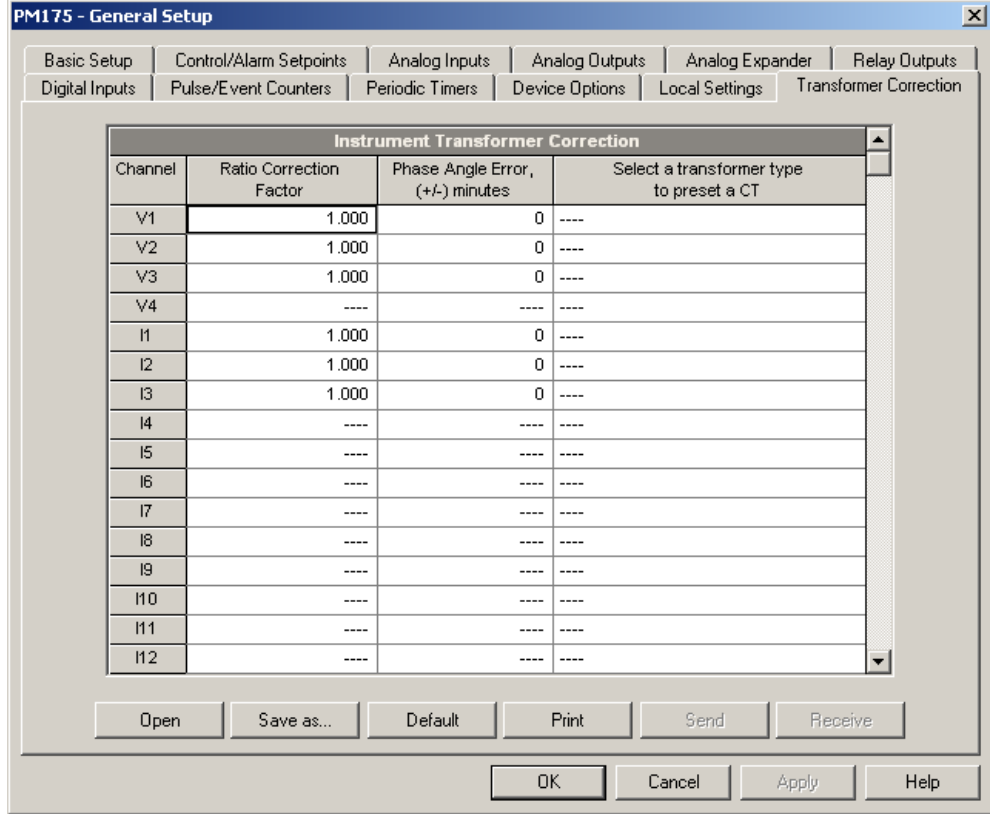 PM175 - General Setup
Basic Setup Control/Alarm Setpoints Analog Inputs Analog Outputs Analog Expander Relay Outputs
Digital Inputs Pulse/Event Counters Periodic Timers Device Options Local Settings Transformer Correction
Instrument Transformer Correction
Channel Ratio Correction Factor Phase Angle Error, (+/-) minutes Select a transformer type to preset a CT
V1 1.000 0 ----
V2 1.000 0 ----
V3 1.000 0 ----
V4 ---- ---- ----
I1 1.000 0 ----
I2 1.000 0 ----
I3 1.000 0 ----
I4 ---- ---- ----
I5 ---- ---- ----
I6 ---- ---- ----
I7 ---- ---- ----
I8 ---- ---- ----
I9 ---- ---- ----
I10 ---- ---- ----
I11 ---- ---- ----
I12 ---- ---- ----
Open Save as... Default Print Send Receive
OK Cancel Apply Help